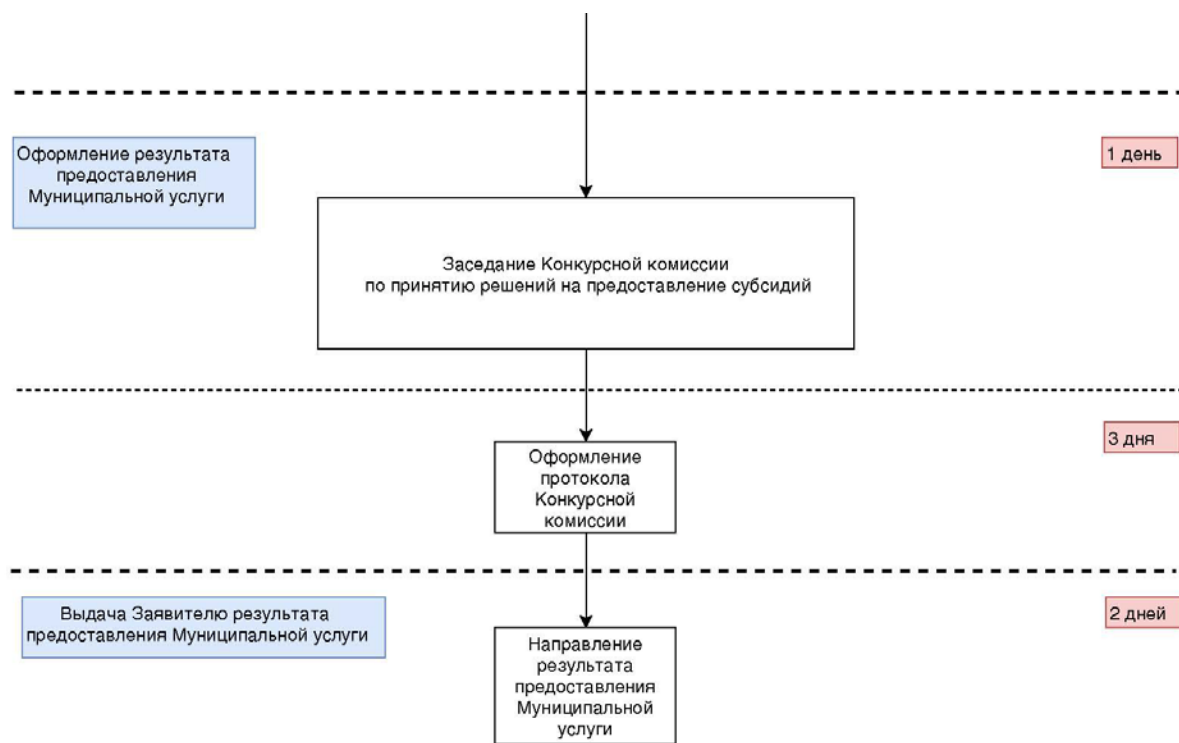 Оформление результата
предоставления
Муниципальной услуги
1 день
Заседание Конкурсной комиссии
по принятию решений на предоставление субсидий
3 дня
Оформление
протокола
Конкурсной
комиссии
Выдача Заявителю результата
предоставления Муниципальной услуги
2 дней
Направление
результата
предоставления
Муниципальной
услуги